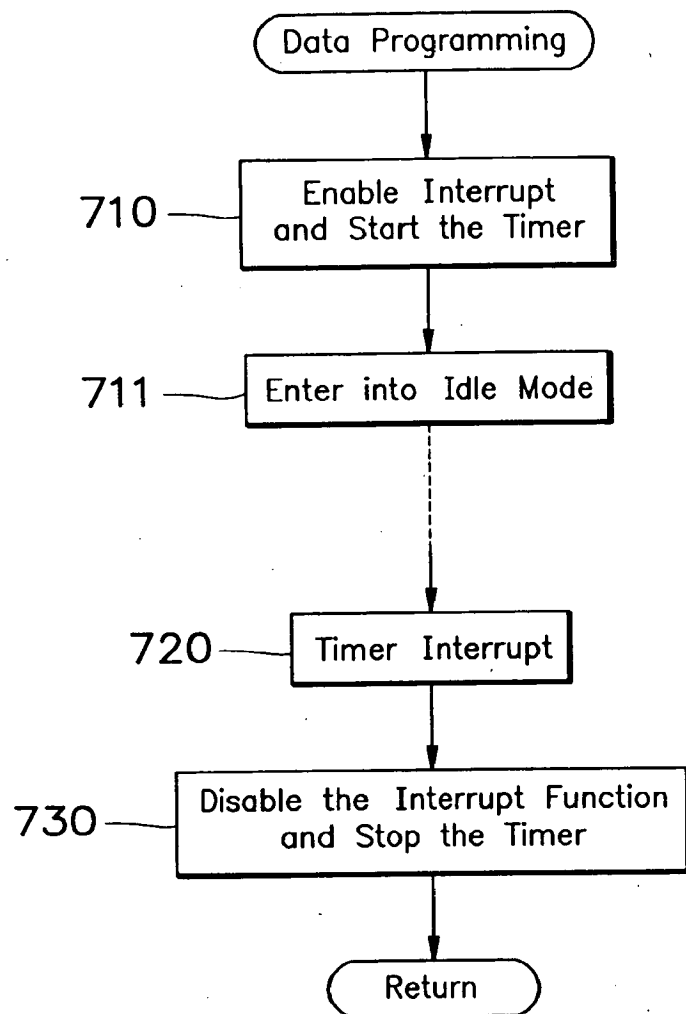 Data Programming
710
Enable Interrupt
and Start the Timer
711
Enter into Idle Mode
720
Timer Interrupt
730
Disable the Interrupt Function
and Stop the Timer
Return